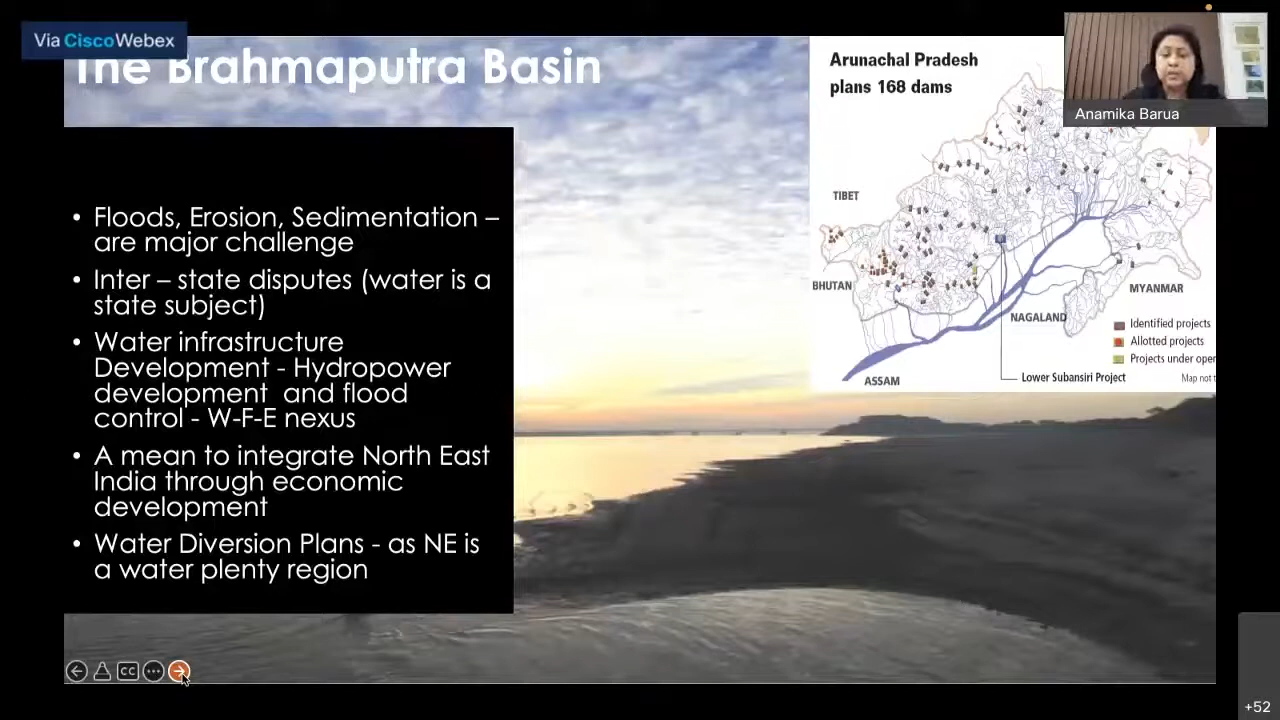 Via Cisco Webex
The Brahmaputra Basin
• Floods, Erosion, Sedimentation –
are major challenge
• Inter – state disputes (water is a
state subject)
• Water infrastructure
Development - Hydropower
development and flood
control - W-F-E nexus
• A mean to integrate North East
India through economic
development
• Water Diversion Plans - as NE is
a water plenty region
Arunachal Pradesh
plans 168 dams
TIBET
BHUTAN
MYANMAR
NAGALAND
ASSAM
Identified projects
Allotted projects
Projects under oper
Lower Subansiri Project
Map not t
Anamika Barua
CC
+52